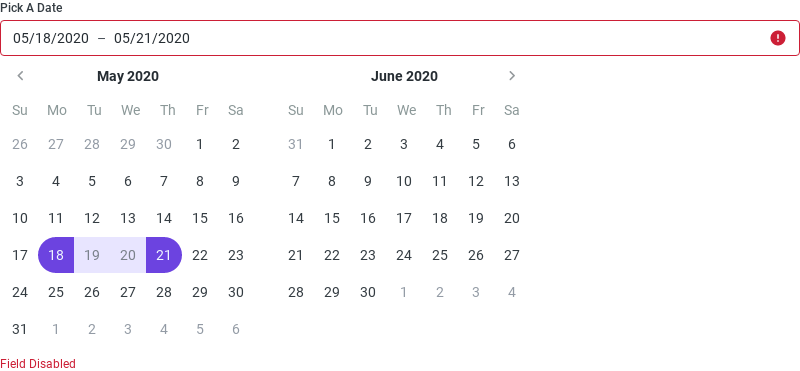 Pick A Date
05/18/2020 – 05/21/2020
May 2020 June 2020
Su Mo Tu We Th Fr Sa Su Mo Tu We Th Fr Sa
26 27 28 29 30 1 2 31 1 2 3 4 5 6
3 4 5 6 7 8 9 7 8 9 10 11 12 13
10 11 12 13 14 15 16 14 15 16 17 18 19 20
17 18 19 20 21 22 23 21 22 23 24 25 26 27
24 25 26 27 28 29 30 28 29 30 1 2 3 4
31 1 2 3 4 5 6
Field Disabled